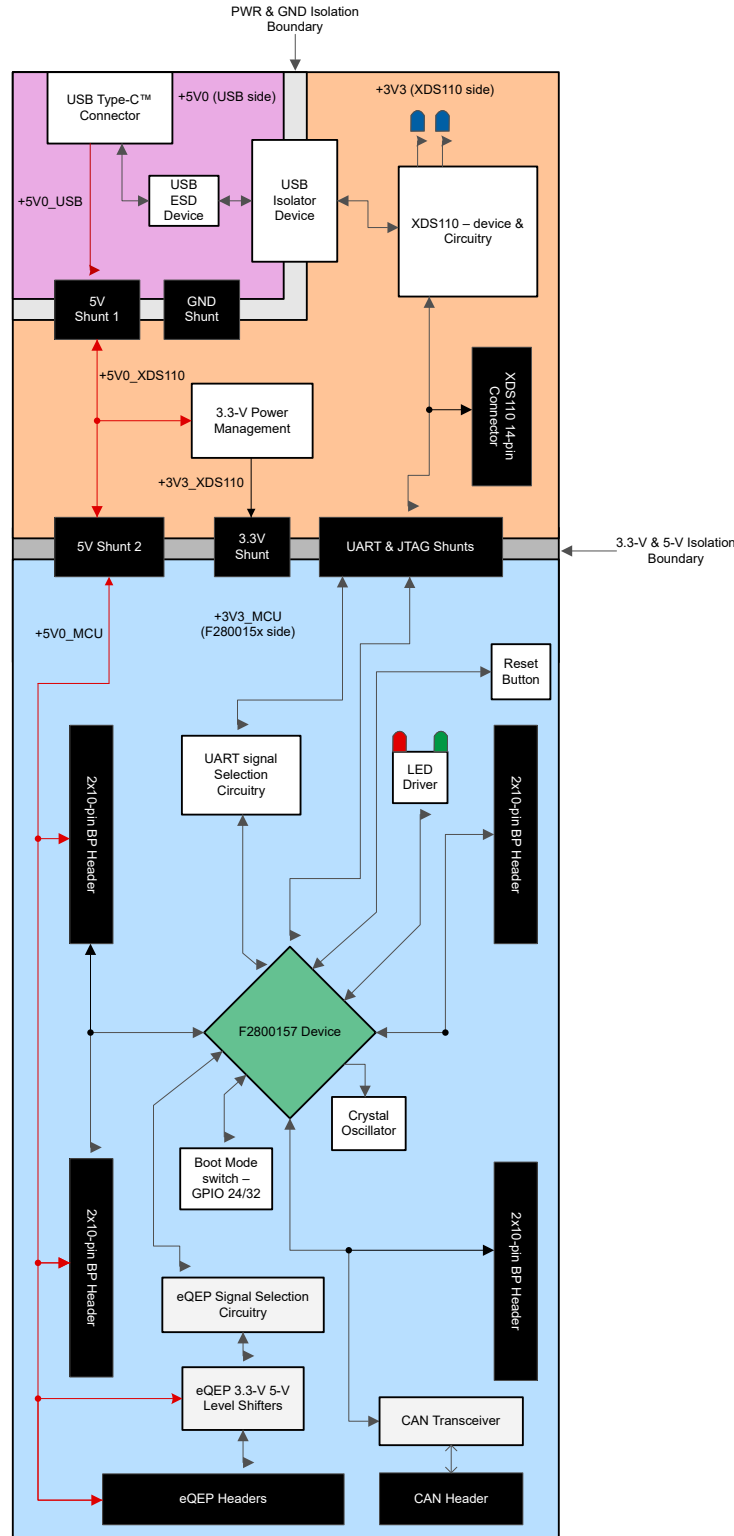 PWR & GND Isolation
Boundary
USB Type-C™
Connector
+5V0 (USB side)
+3V3 (XDS110 side)
+5V0_USB
USB
ESD
Device
USB
Isolator
Device
XDS110 – device &
Circuitry
5V
Shunt 1
GND
Shunt
+5V0_XDS110
3.3-V Power
Management
XDS110 14-pin
Connector
+3V3_XDS110
5V Shunt 2
3.3V
Shunt
UART & JTAG Shunts
3.3-V & 5-V Isolation
Boundary
+5V0_MCU
+3V3_MCU
(F280015x side)
Reset
Button
UART signal
Selection
Circuitry
LED
Driver
2x10-pin BP Header
2x10-pin BP Header
F2800157 Device
Crystal
Oscillator
Boot Mode
switch –
GPIO 24/32
2x10-pin BP Header
2x10-pin BP Header
eQEP Signal Selection
Circuitry
eQEP 3.3-V 5-V
Level Shifters
CAN Transceiver
eQEP Headers
CAN Header